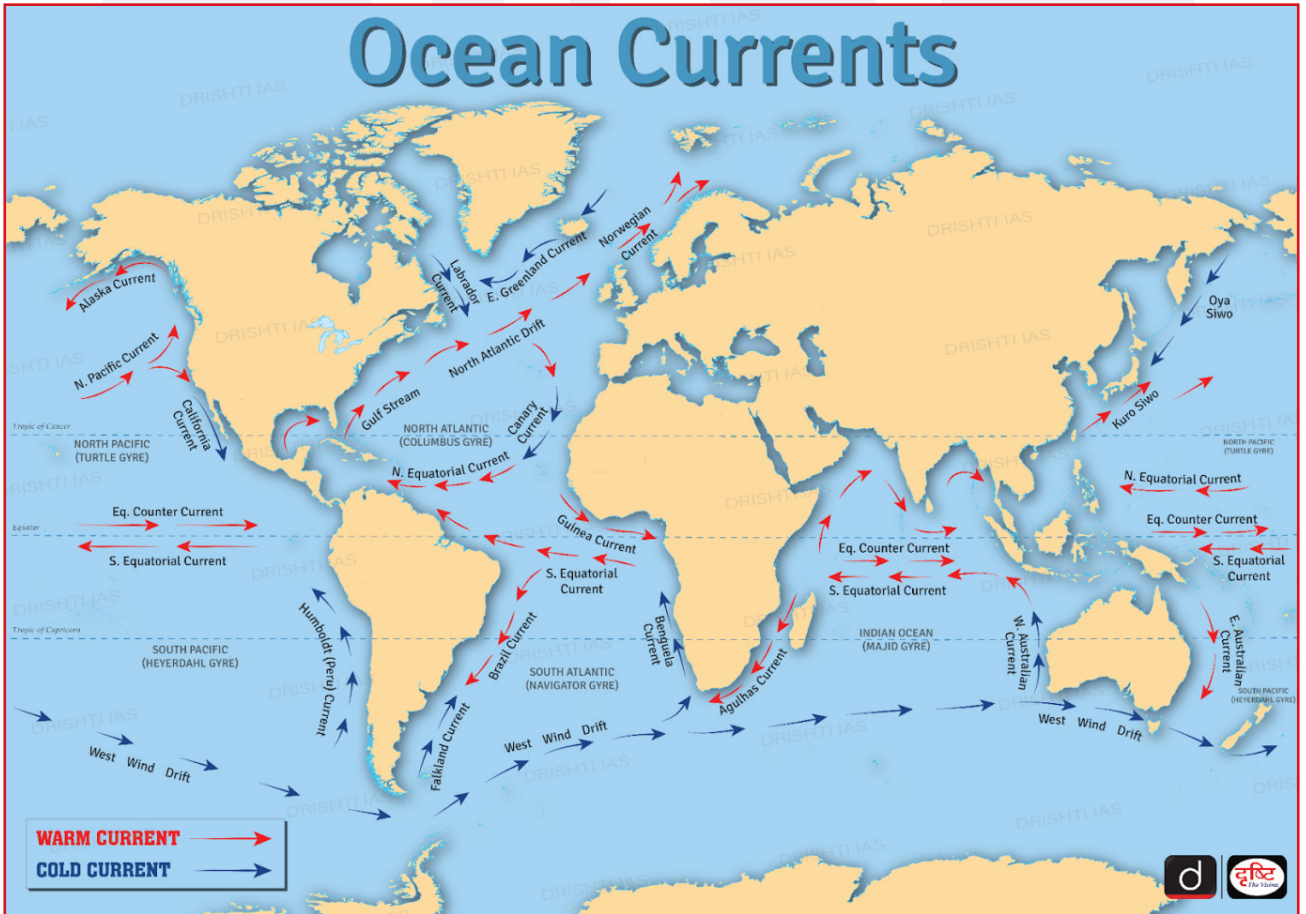 Ocean Currents
DRISHTI IAS
Norwegian
Current
E. Greenland Current
Labrador
Current
Alaska Current
Oya
Siwo
N. Pacific Current
North Atlantic Drift
Gulf Stream
Kuro Siwo
California
Current
Canary
Current
Tropic of Cancer
NORTH PACIFIC
(TURTLE GYRE)
NORTH ATLANTIC
(COLUMBUS GYRE)
NORTH PACIFIC
(TURTLE GYRE)
N. Equatorial Current
N. Equatorial Current
Eq. Counter Current
Guinea Current
Eq. Counter Current
Equator
Eq. Counter Current
S. Equatorial Current
S. Equatorial
Current
S. Equatorial Current
S. Equatorial
Current
Humboldt (Peru) Current
Tropic of Capricorn
Brazil Current
Benguela
Current
Agulhas Current
W. Australian
Current
E. Australian
Current
SOUTH PACIFIC
(HEYERDAHL GYRE)
SOUTH ATLANTIC
(NAVIGATOR GYRE)
INDIAN OCEAN
(MAJID GYRE)
SOUTH PACIFIC
(HEYERDAHL GYRE)
West Wind Drift
Falkland Current
West Wind Drift
West Wind Drift
WARM CURRENT
COLD CURRENT
d
दृष्टि
The Vision